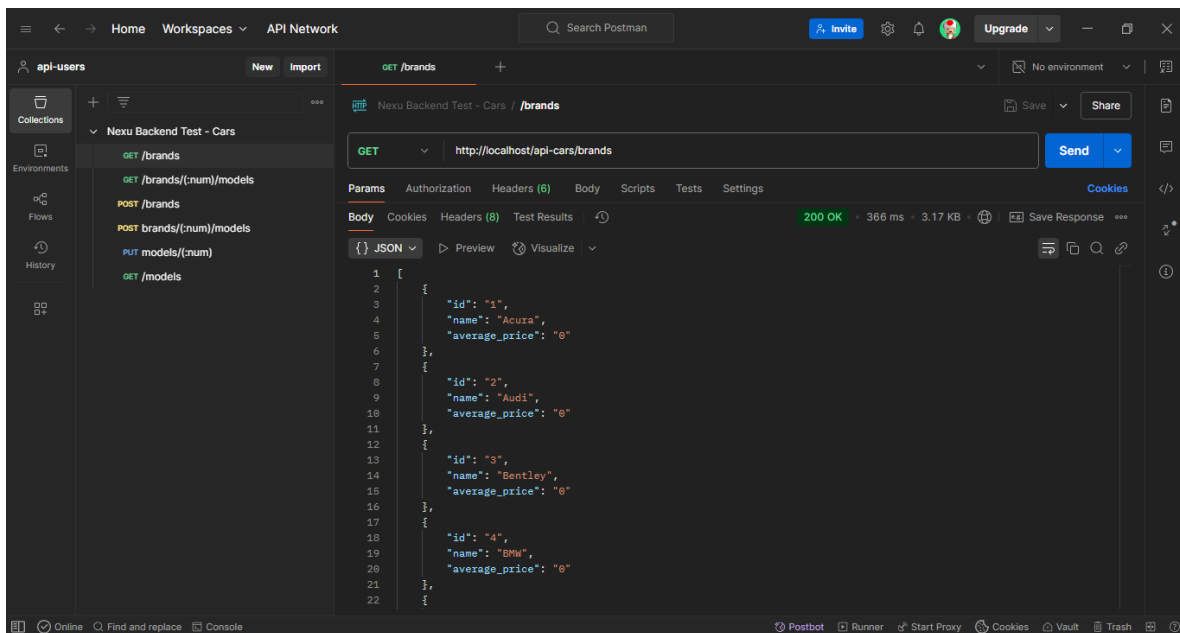 Home Workspaces API Network Search Postman Invite Upgrade
api-users New Import GET /brands No environment
Collections
Environments
Flows
History
Nexu Backend Test - Cars
GET /brands
GET /brands/(:num)/models
POST /brands
POST brands/(:num)/models
PUT models/(:num)
GET /models
HTTP Nexu Backend Test - Cars / /brands Save Share
GET http://localhost/api-cars/brands Send
Params Authorization Headers (6) Body Scripts Tests Settings Cookies
Body Cookies Headers (8) Test Results 200 OK 366 ms 3.17 KB e.g. Save Response
{} JSON Preview Visualize
1 [
2 {
3 "id": "1",
4 "name": "Acura",
5 "average_price": "0"
6 },
7 {
8 "id": "2",
9 "name": "Audi",
10 "average_price": "0"
11 },
12 {
13 "id": "3",
14 "name": "Bentley",
15 "average_price": "0"
16 },
17 {
18 "id": "4",
19 "name": "BMW",
20 "average_price": "0"
21 },
22 {
Online Find and replace Console Postbot Runner Start Proxy Cookies Vault Trash